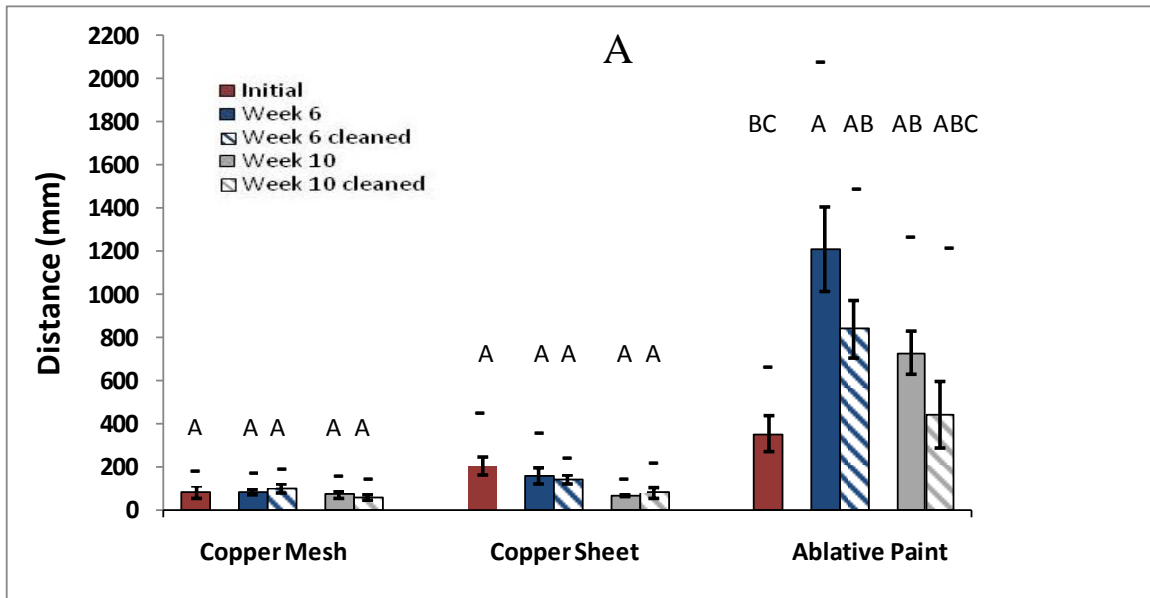 A
2200
2000
1800
1600
1400
1200
1000
800
600
400
200
0
Distance (mm)
Initial
Week 6
Week 6 cleaned
Week 10
Week 10 cleaned
A A A A A
A A A A A
BC A AB AB ABC
Copper Mesh Copper Sheet Ablative Paint